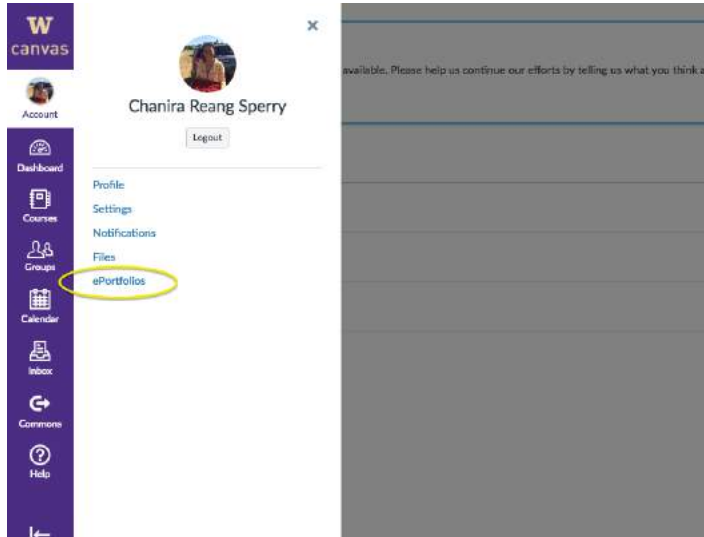 W
canvas
Account
Dashboard
Courses
Groups
Calendar
Inbox
Commons
Help
Chanira Reang Sperry
Logout
Profile
Settings
Notifications
Files
ePortfolios
available. Please help us continue our efforts by telling us what you think a